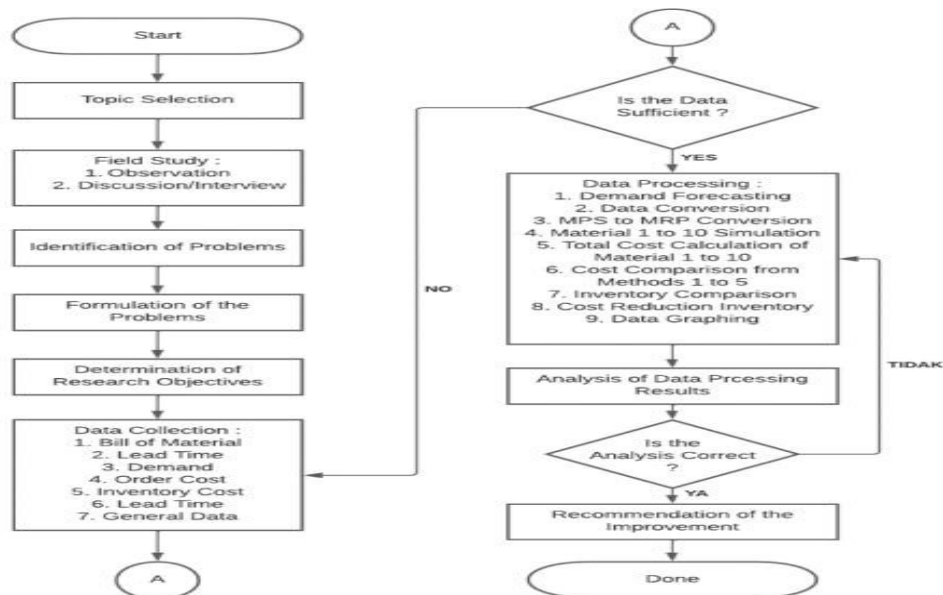 Start
Topic Selection
Field Study :
1. Observation
2. Discussion/Interview
Identification of Problems
Formulation of the
Problems
Determination of
Research Objectives
Data Collection :
1. Bill of Material
2. Lead Time
3. Demand
4. Order Cost
5. Inventory Cost
6. Lead Time
7. General Data
A
A
Is the Data
Sufficient ?
NO
YES
Data Processing :
1. Demand Forecasting
2. Data Conversion
3. MPS to MRP Conversion
4. Material 1 to 10 Simulation
5. Total Cost Calculation of
Material 1 to 10
6. Cost Comparison from
Methods 1 to 5
7. Inventory Comparison
8. Cost Reduction Inventory
9. Data Graphing
Analysis of Data Prcessing
Results
Is the
Analysis Correct
?
TIDAK
YA
Recommendation of the
Improvement
Done